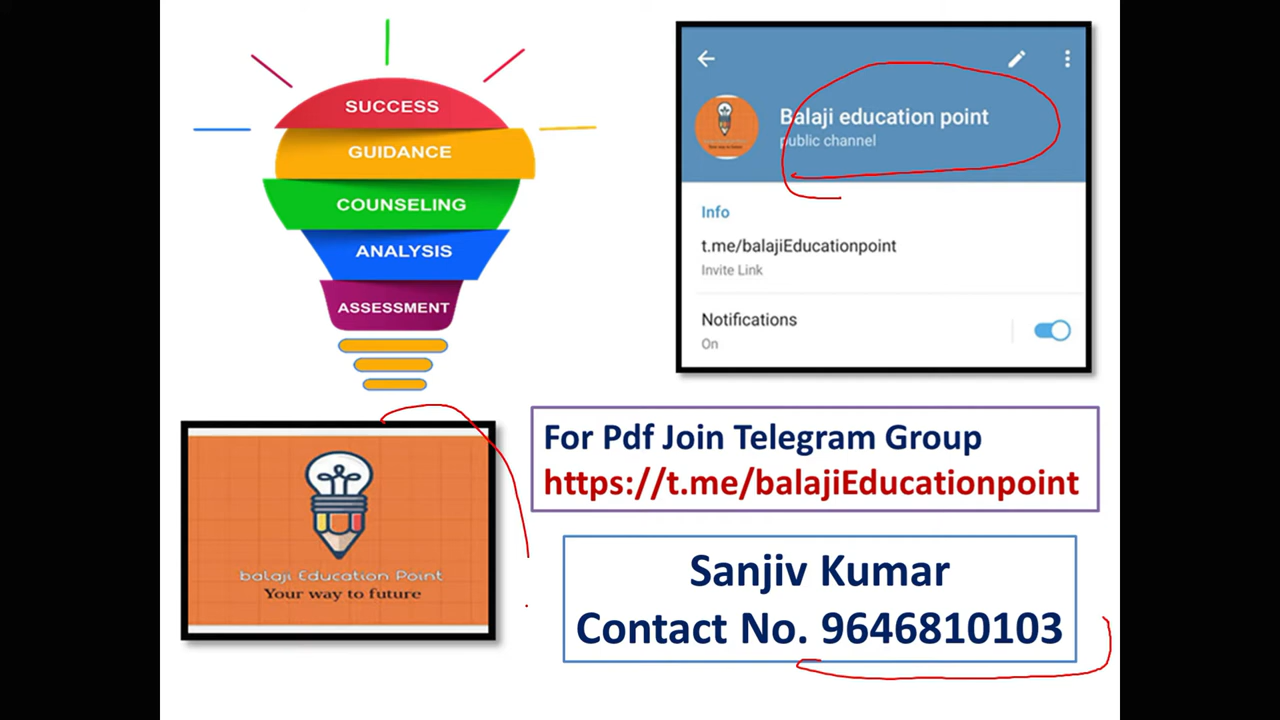 SUCCESS
GUIDANCE
COUNSELING
ANALYSIS
ASSESSMENT
Balaji education point
public channel
Info
t.me/balajiEducationpoint
Invite Link
Notifications
On
balaji Education Point
Your way to future
For Pdf Join Telegram Group
https://t.me/balajiEducationpoint
Sanjiv Kumar
Contact No. 9646810103